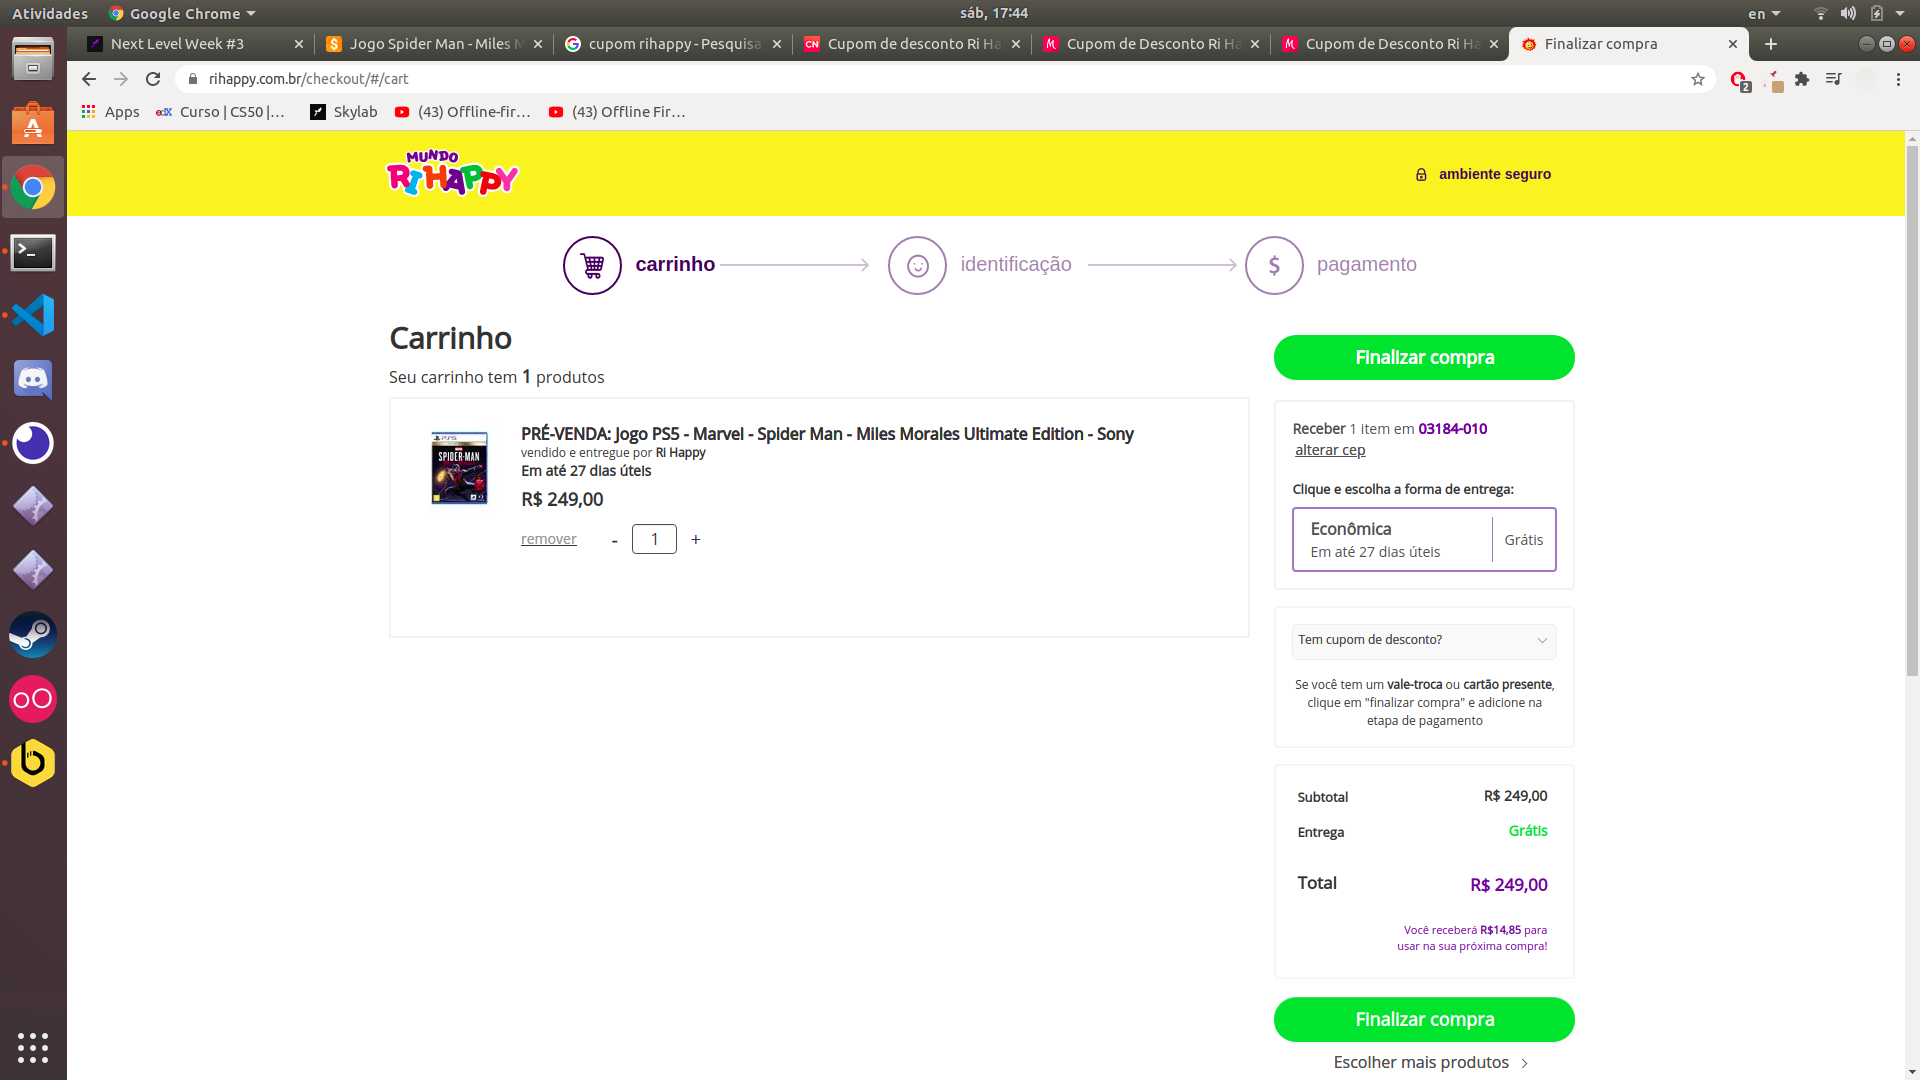 Atividades
Google Chrome
sáb, 17:44
en
Next Level Week #3
Jogo Spider Man - Miles M
cupom rihappy - Pesquisa
Cupom de desconto Ri Ha
Cupom de Desconto Ri Ha
Cupom de Desconto Ri Ha
Finalizar compra
rihappy.com.br/checkout/#/cart
2
Apps
Curso | CS50 |...
Skylab
(43) Offline-fir...
(43) Offline Fir...
MUNDO
RI HAPPY
ambiente seguro
carrinho
identificação
$
pagamento
Carrinho
Seu carrinho tem 1 produtos
Finalizar compra
PRÉ-VENDA: Jogo PS5 - Marvel - Spider Man - Miles Morales Ultimate Edition - Sony
vendido e entregue por Ri Happy
Em até 27 dias úteis
R$ 249,00
remover
- 1 +
PS5
SPIDER-MAN
Receber 1 item em 03184-010
alterar cep
Clique e escolha a forma de entrega:
Econômica
Em até 27 dias úteis
Grátis
Tem cupom de desconto?
Se você tem um vale-troca ou cartão presente,
clique em "finalizar compra" e adicione na
etapa de pagamento
Subtotal R$ 249,00
Entrega Grátis
Total R$ 249,00
Você receberá R$14,85 para
usar na sua próxima compra!
Finalizar compra
Escolher mais produtos